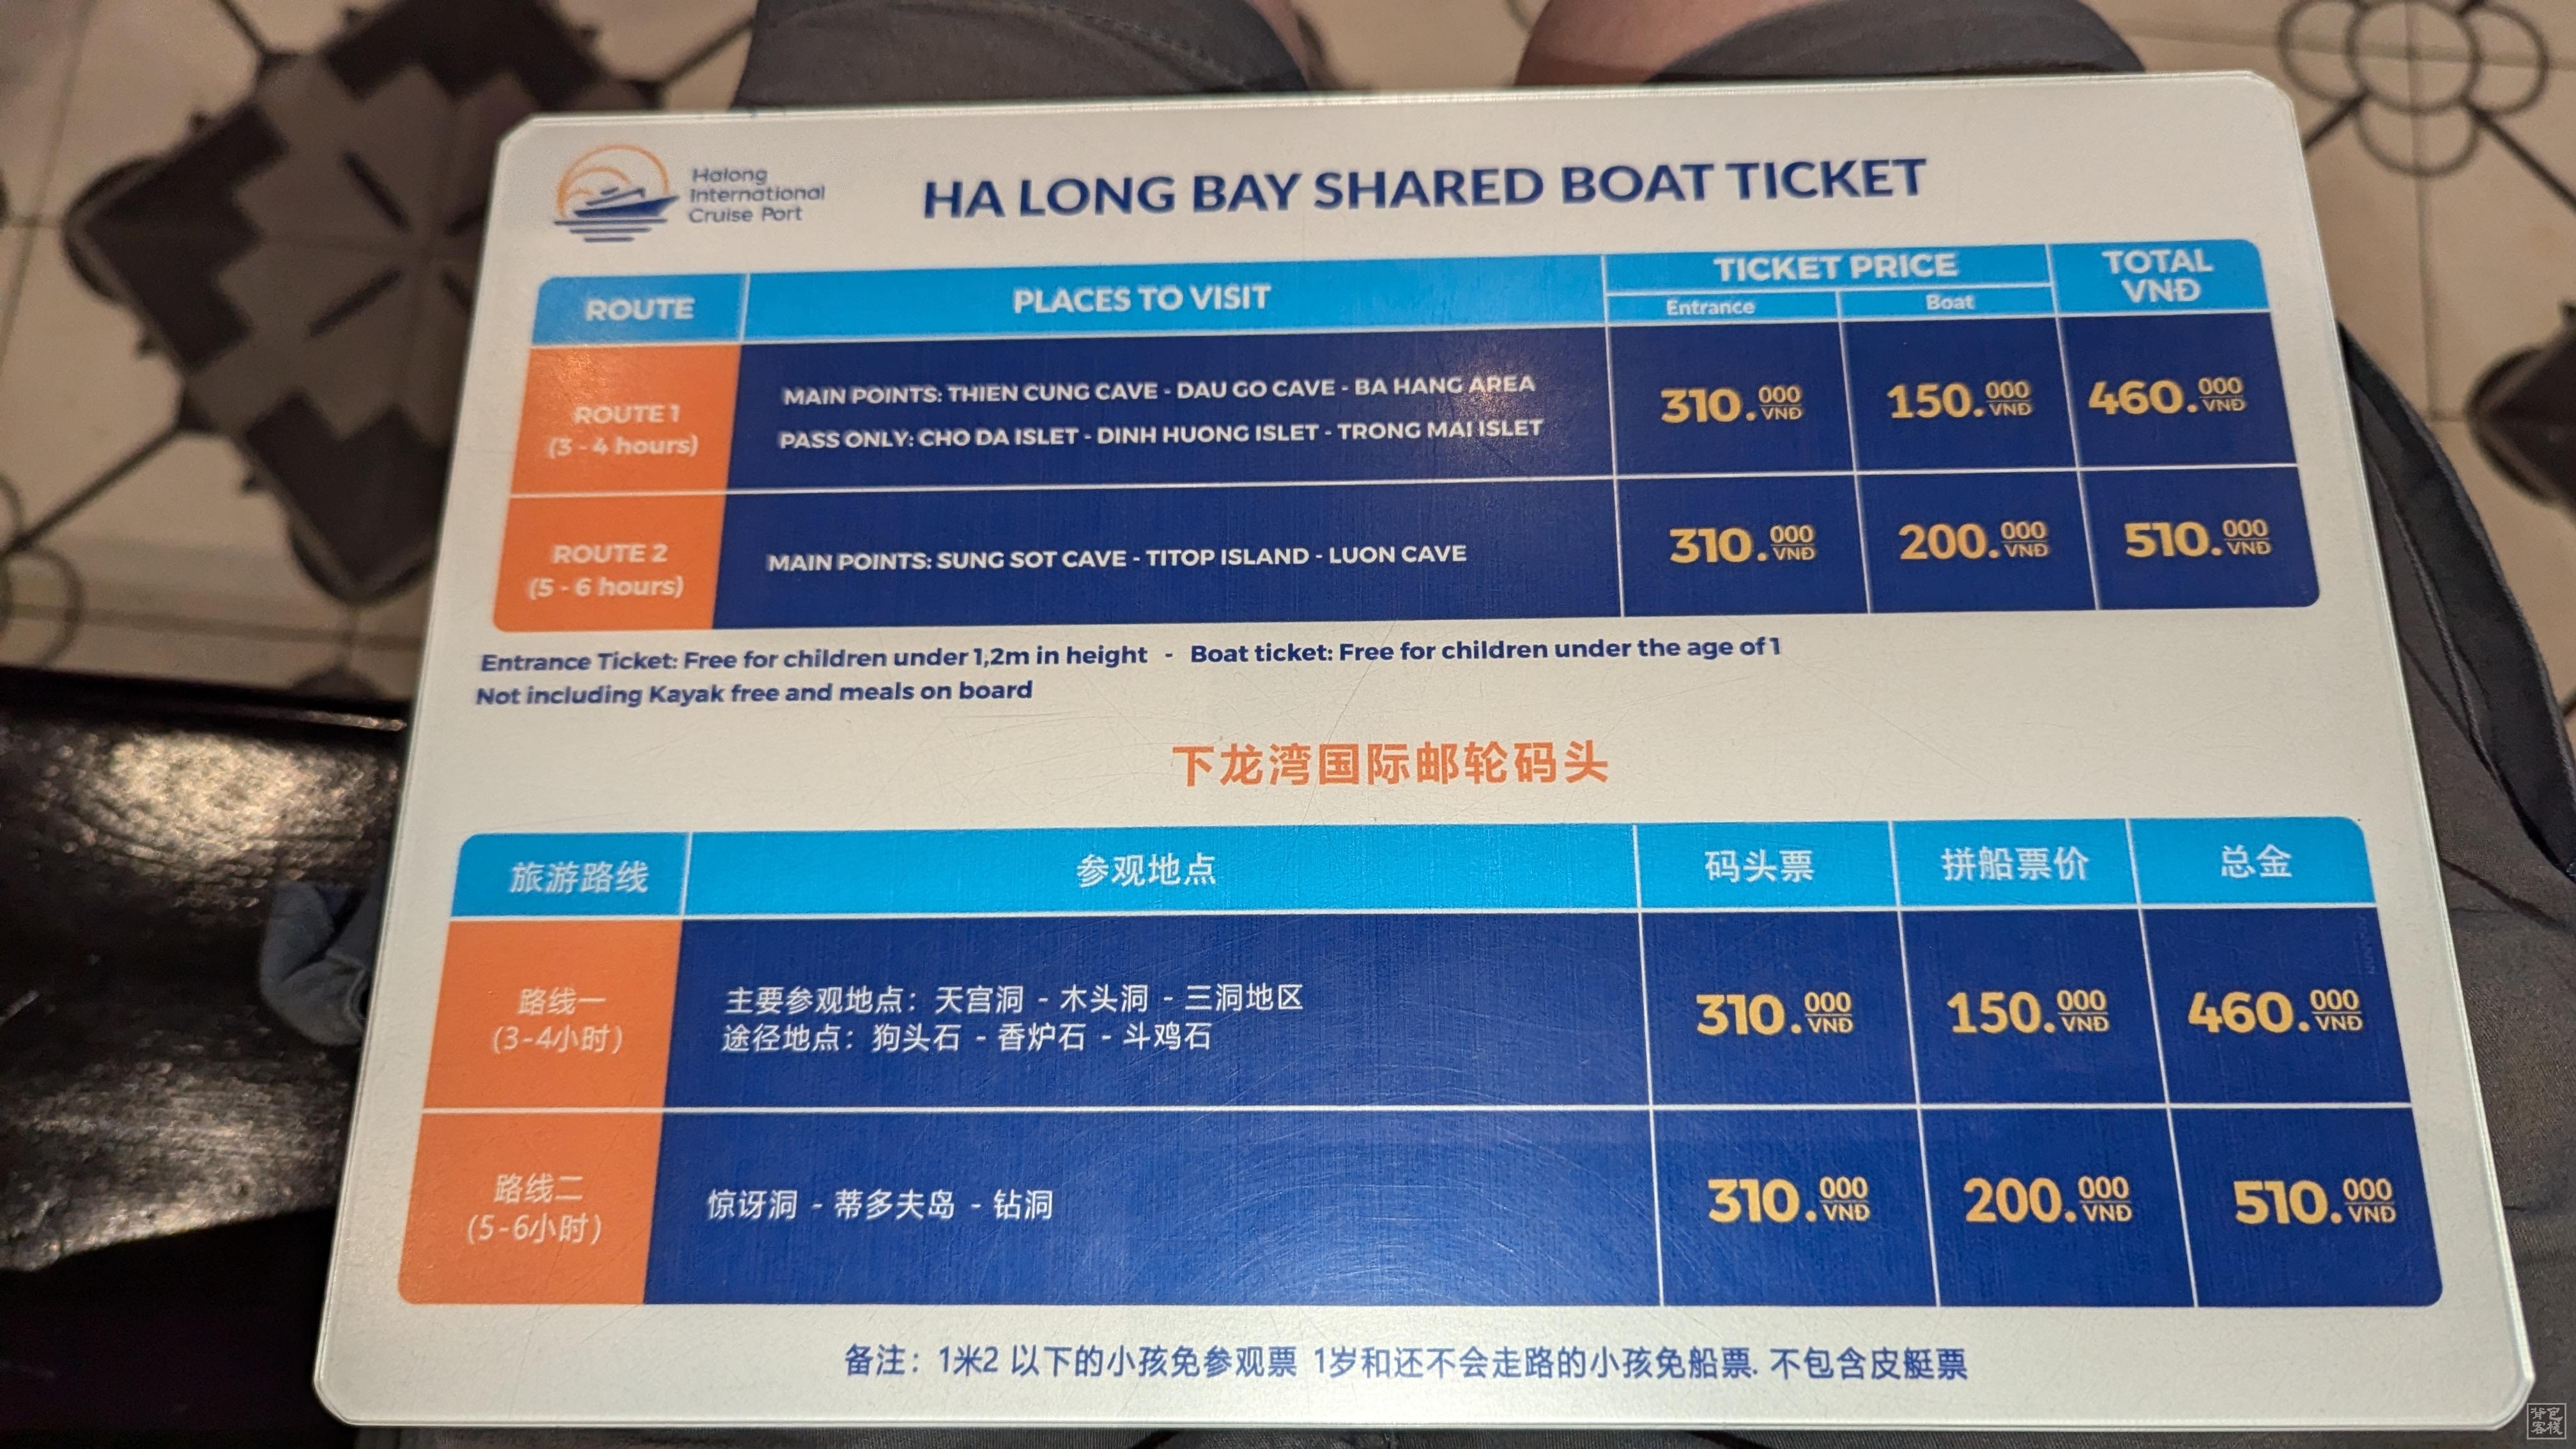 Halong
International
Cruise Port
HA LONG BAY SHARED BOAT TICKET
ROUTE
PLACES TO VISIT
TICKET PRICE
Entrance
Boat
TOTAL
VNĐ
ROUTE 1
(3 - 4 hours)
MAIN POINTS: THIEN CUNG CAVE - DAU GO CAVE - BA HANG AREA
PASS ONLY: CHO DA ISLET - DINH HUONG ISLET - TRONG MAI ISLET
310.000 VNĐ
150.000 VNĐ
460.000 VNĐ
ROUTE 2
(5 - 6 hours)
MAIN POINTS: SUNG SOT CAVE - TITOP ISLAND - LUON CAVE
310.000 VNĐ
200.000 VNĐ
510.000 VNĐ
Entrance Ticket: Free for children under 1,2m in height - Boat ticket: Free for children under the age of 1
Not including Kayak free and meals on board
下龙湾国际邮轮码头
旅游路线
参观地点
码头票
拼船票价
总金
路线一
(3-4小时)
主要参观地点：天宫洞 - 木头洞 - 三洞地区
途径地点：狗头石 - 香炉石 - 斗鸡石
310.000 VNĐ
150.000 VNĐ
460.000 VNĐ
路线二
(5-6小时)
惊讶洞 - 蒂多夫岛 - 钻洞
310.000 VNĐ
200.000 VNĐ
510.000 VNĐ
备注：1米2 以下的小孩免参观票 1岁和还不会走路的小孩免船票. 不包含皮艇票
背包
客栈